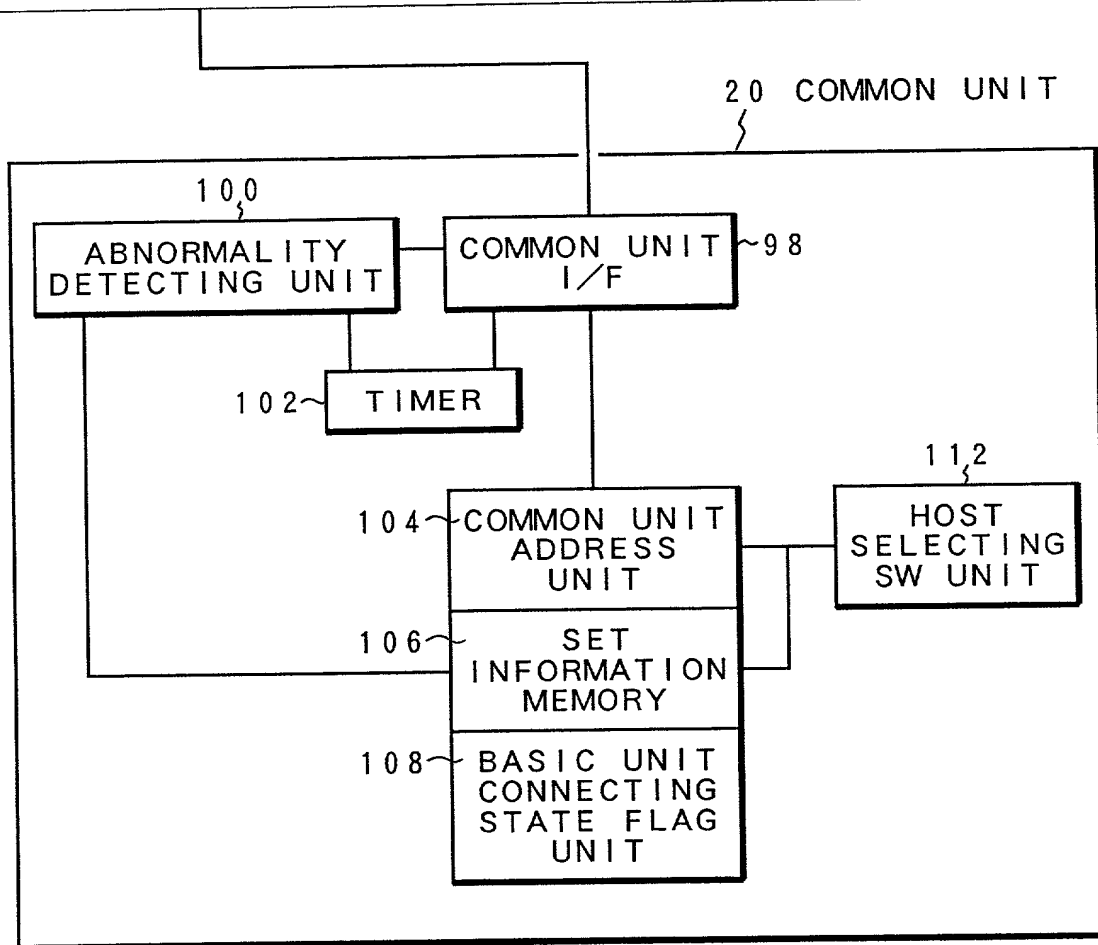 20 COMMON UNIT
100
ABNORMALITY
DETECTING UNIT
COMMON UNIT
I/F
98
102
TIMER
112
104
COMMON UNIT
ADDRESS
UNIT
HOST
SELECTING
SW UNIT
106
SET
INFORMATION
MEMORY
108
BASIC UNIT
CONNECTING
STATE FLAG
UNIT